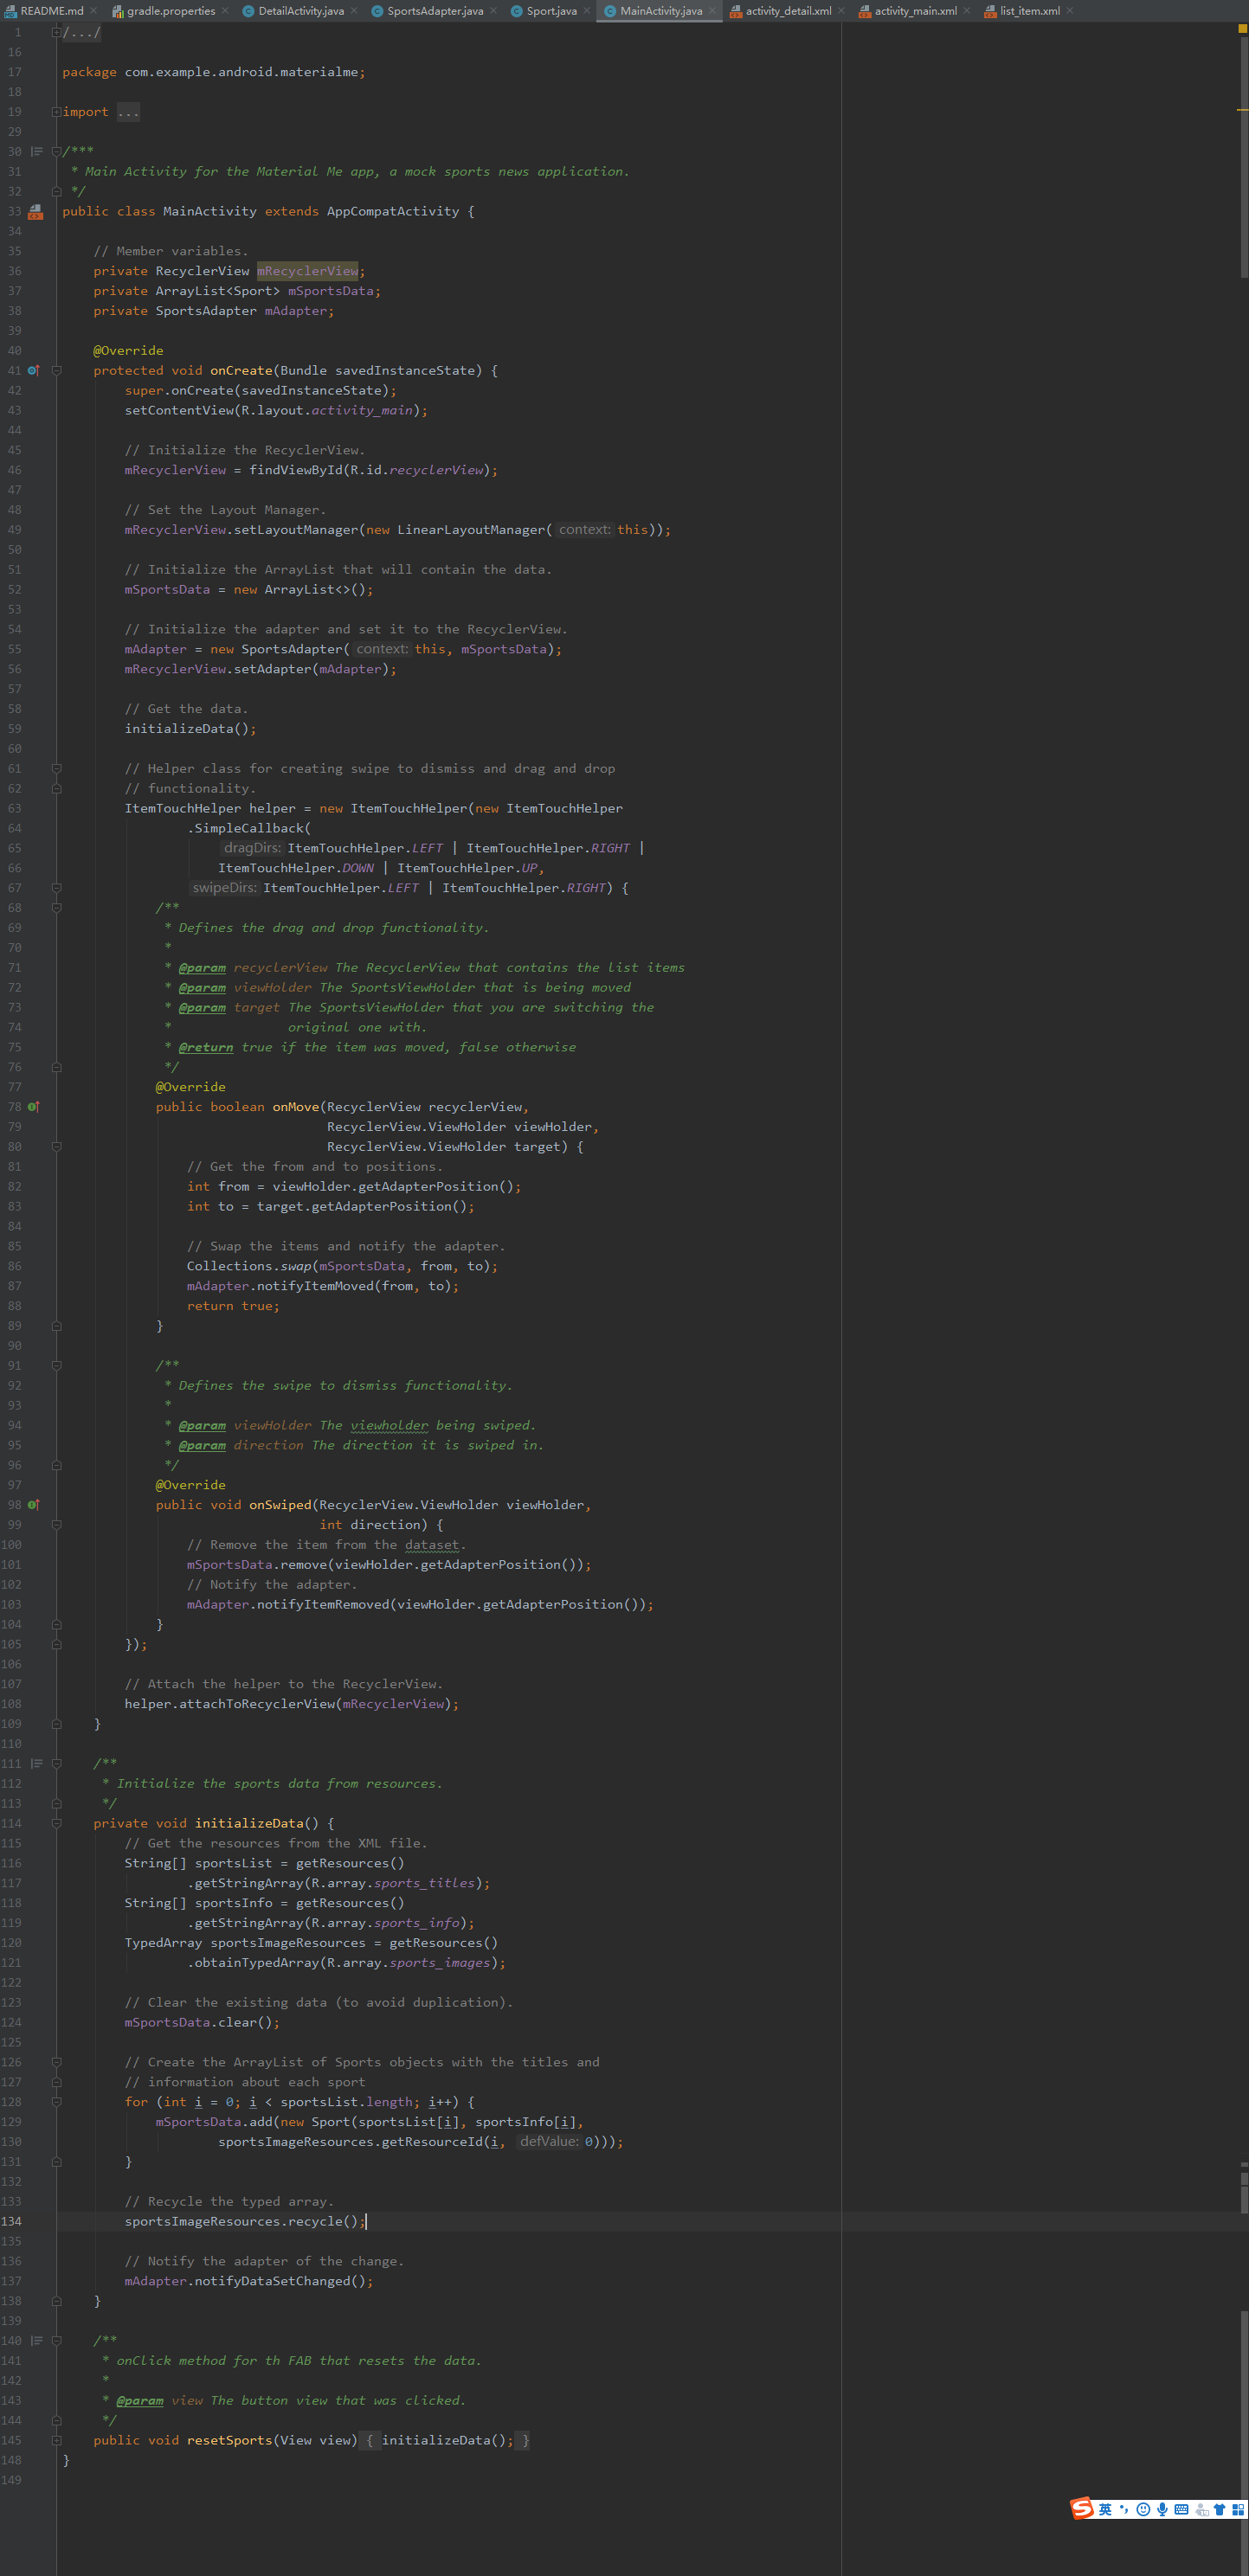 README.md gradle.properties DetailActivity.java SportsAdapter.java Sport.java MainActivity.java activity_detail.xml activity_main.xml list_item.xml
1 /.../
16
17 package com.example.android.materialme;
18
19 import ...
29
30 /***
31  * Main Activity for the Material Me app, a mock sports news application.
32  */
33 public class MainActivity extends AppCompatActivity {
34
35     // Member variables.
36     private RecyclerView mRecyclerView;
37     private ArrayList<Sport> mSportsData;
38     private SportsAdapter mAdapter;
39
40     @Override
41     protected void onCreate(Bundle savedInstanceState) {
42         super.onCreate(savedInstanceState);
43         setContentView(R.layout.activity_main);
44
45         // Initialize the RecyclerView.
46         mRecyclerView = findViewById(R.id.recyclerView);
47
48         // Set the Layout Manager.
49         mRecyclerView.setLayoutManager(new LinearLayoutManager( context: this));
50
51         // Initialize the ArrayList that will contain the data.
52         mSportsData = new ArrayList<>();
53
54         // Initialize the adapter and set it to the RecyclerView.
55         mAdapter = new SportsAdapter( context: this, mSportsData);
56         mRecyclerView.setAdapter(mAdapter);
57
58         // Get the data.
59         initializeData();
60
61         // Helper class for creating swipe to dismiss and drag and drop
62         // functionality.
63         ItemTouchHelper helper = new ItemTouchHelper(new ItemTouchHelper
64                 .SimpleCallback(
65                     dragDirs: ItemTouchHelper.LEFT | ItemTouchHelper.RIGHT |
66                     ItemTouchHelper.DOWN | ItemTouchHelper.UP,
67                 swipeDirs: ItemTouchHelper.LEFT | ItemTouchHelper.RIGHT) {
68             /**
69              * Defines the drag and drop functionality.
70              *
71              * @param recyclerView The RecyclerView that contains the list items
72              * @param viewHolder The SportsViewHolder that is being moved
73              * @param target The SportsViewHolder that you are switching the
74              *               original one with.
75              * @return true if the item was moved, false otherwise
76              */
77             @Override
78             public boolean onMove(RecyclerView recyclerView,
79                                   RecyclerView.ViewHolder viewHolder,
80                                   RecyclerView.ViewHolder target) {
81                 // Get the from and to positions.
82                 int from = viewHolder.getAdapterPosition();
83                 int to = target.getAdapterPosition();
84
85                 // Swap the items and notify the adapter.
86                 Collections.swap(mSportsData, from, to);
87                 mAdapter.notifyItemMoved(from, to);
88                 return true;
89             }
90
91             /**
92              * Defines the swipe to dismiss functionality.
93              *
94              * @param viewHolder The viewholder being swiped.
95              * @param direction The direction it is swiped in.
96              */
97             @Override
98             public void onSwiped(RecyclerView.ViewHolder viewHolder,
99                                  int direction) {
100                 // Remove the item from the dataset.
101                 mSportsData.remove(viewHolder.getAdapterPosition());
102                 // Notify the adapter.
103                 mAdapter.notifyItemRemoved(viewHolder.getAdapterPosition());
104             }
105         });
106
107         // Attach the helper to the RecyclerView.
108         helper.attachToRecyclerView(mRecyclerView);
109     }
110
111     /**
112      * Initialize the sports data from resources.
113      */
114     private void initializeData() {
115         // Get the resources from the XML file.
116         String[] sportsList = getResources()
117                 .getStringArray(R.array.sports_titles);
118         String[] sportsInfo = getResources()
119                 .getStringArray(R.array.sports_info);
120         TypedArray sportsImageResources = getResources()
121                 .obtainTypedArray(R.array.sports_images);
122
123         // Clear the existing data (to avoid duplication).
124         mSportsData.clear();
125
126         // Create the ArrayList of Sports objects with the titles and
127         // information about each sport
128         for (int i = 0; i < sportsList.length; i++) {
129             mSportsData.add(new Sport(sportsList[i], sportsInfo[i],
130                     sportsImageResources.getResourceId(i, defValue: 0)));
131         }
132
133         // Recycle the typed array.
134         sportsImageResources.recycle();
135
136         // Notify the adapter of the change.
137         mAdapter.notifyDataSetChanged();
138     }
139
140     /**
141      * onClick method for th FAB that resets the data.
142      *
143      * @param view The button view that was clicked.
144      */
145     public void resetSports(View view) { initializeData(); }
148 }
149
S 英